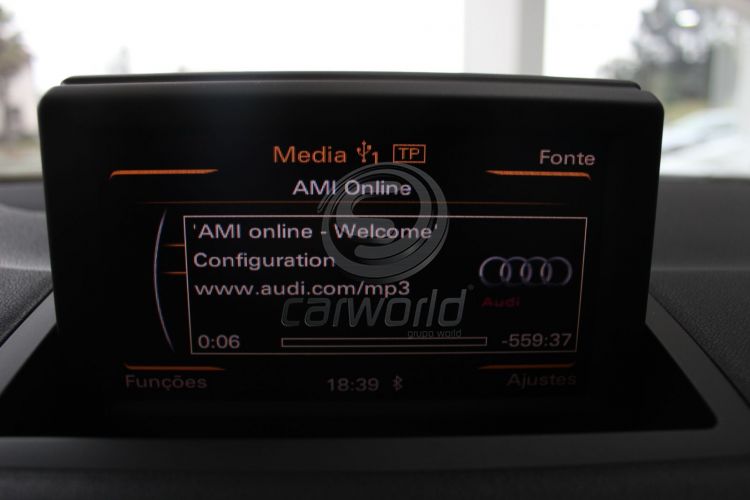 Media 1 TP
Fonte
AMI Online
'AMI online - Welcome'
Configuration
www.audi.com/mp3
Audi
carworld®
grupo world
0:06 -559:37
Funções 18:39 Ajustes